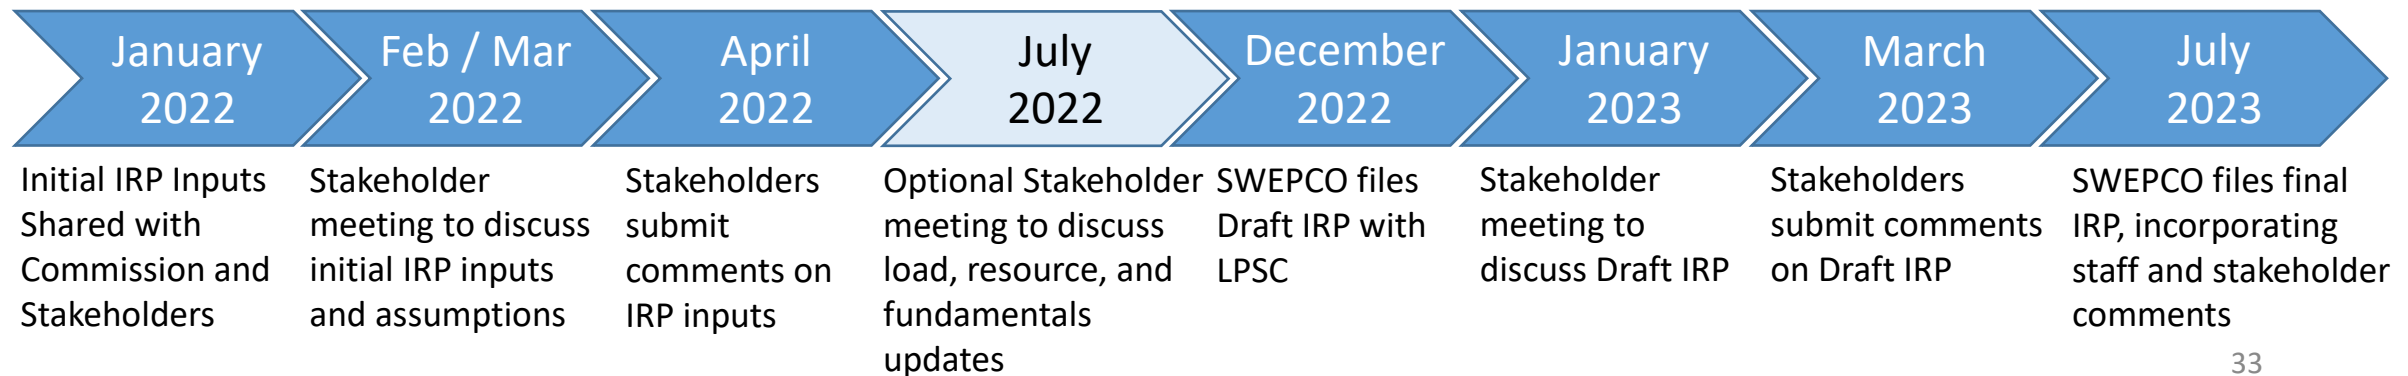 January
2022
Feb / Mar
2022
April
2022
July
2022
December
2022
January
2023
March
2023
July
2023
Initial IRP Inputs
Shared with
Commission and
Stakeholders
Stakeholder
meeting to discuss
initial IRP inputs
and assumptions
Stakeholders
submit
comments on
IRP inputs
Optional Stakeholder
meeting to discuss
load, resource, and
fundamentals
updates
SWEPCO files
Draft IRP with
LPSC
Stakeholder
meeting to
discuss Draft IRP
Stakeholders
submit comments
on Draft IRP
SWEPCO files final
IRP, incorporating
staff and stakeholder
comments
33